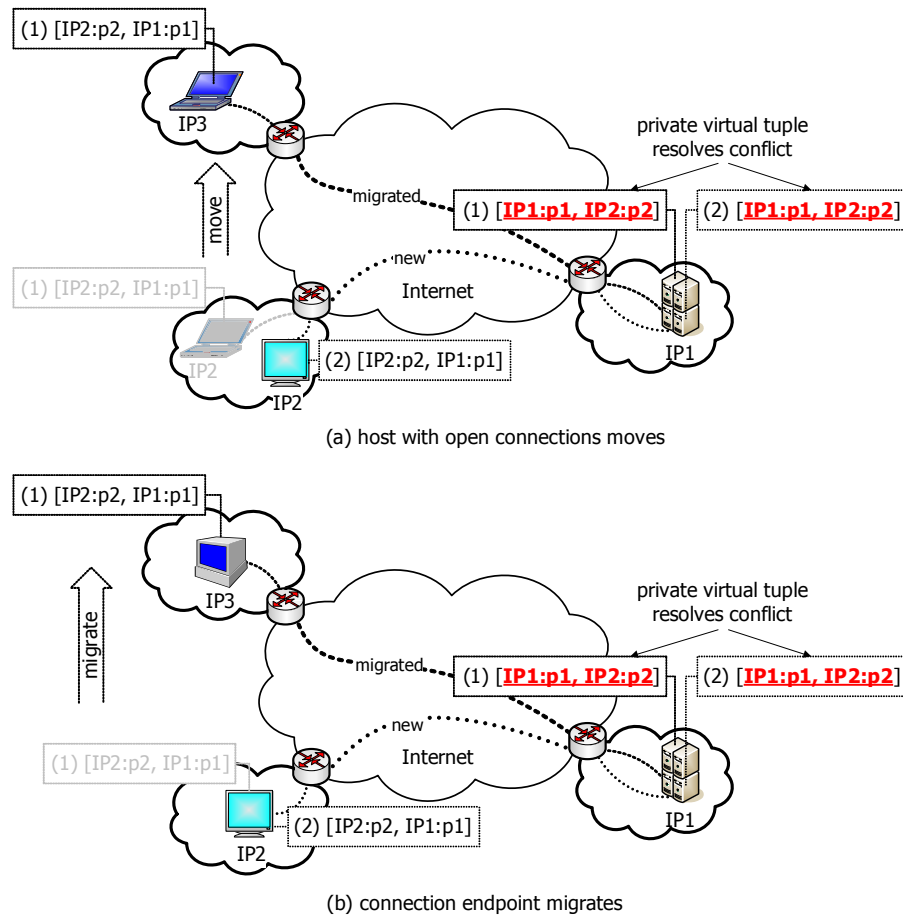 (1) [IP2:p2, IP1:p1]
IP3
private virtual tuple
resolves conflict
migrated
(1) [IP1:p1, IP2:p2]
(2) [IP1:p1, IP2:p2]
move
new
(1) [IP2:p2, IP1:p1]
Internet
IP2
(2) [IP2:p2, IP1:p1]
IP1
IP2
(a) host with open connections moves
(1) [IP2:p2, IP1:p1]
IP3
private virtual tuple
resolves conflict
migrate
migrated
(1) [IP1:p1, IP2:p2]
(2) [IP1:p1, IP2:p2]
new
Internet
(1) [IP2:p2, IP1:p1]
(2) [IP2:p2, IP1:p1]
IP1
IP2
(b) connection endpoint migrates